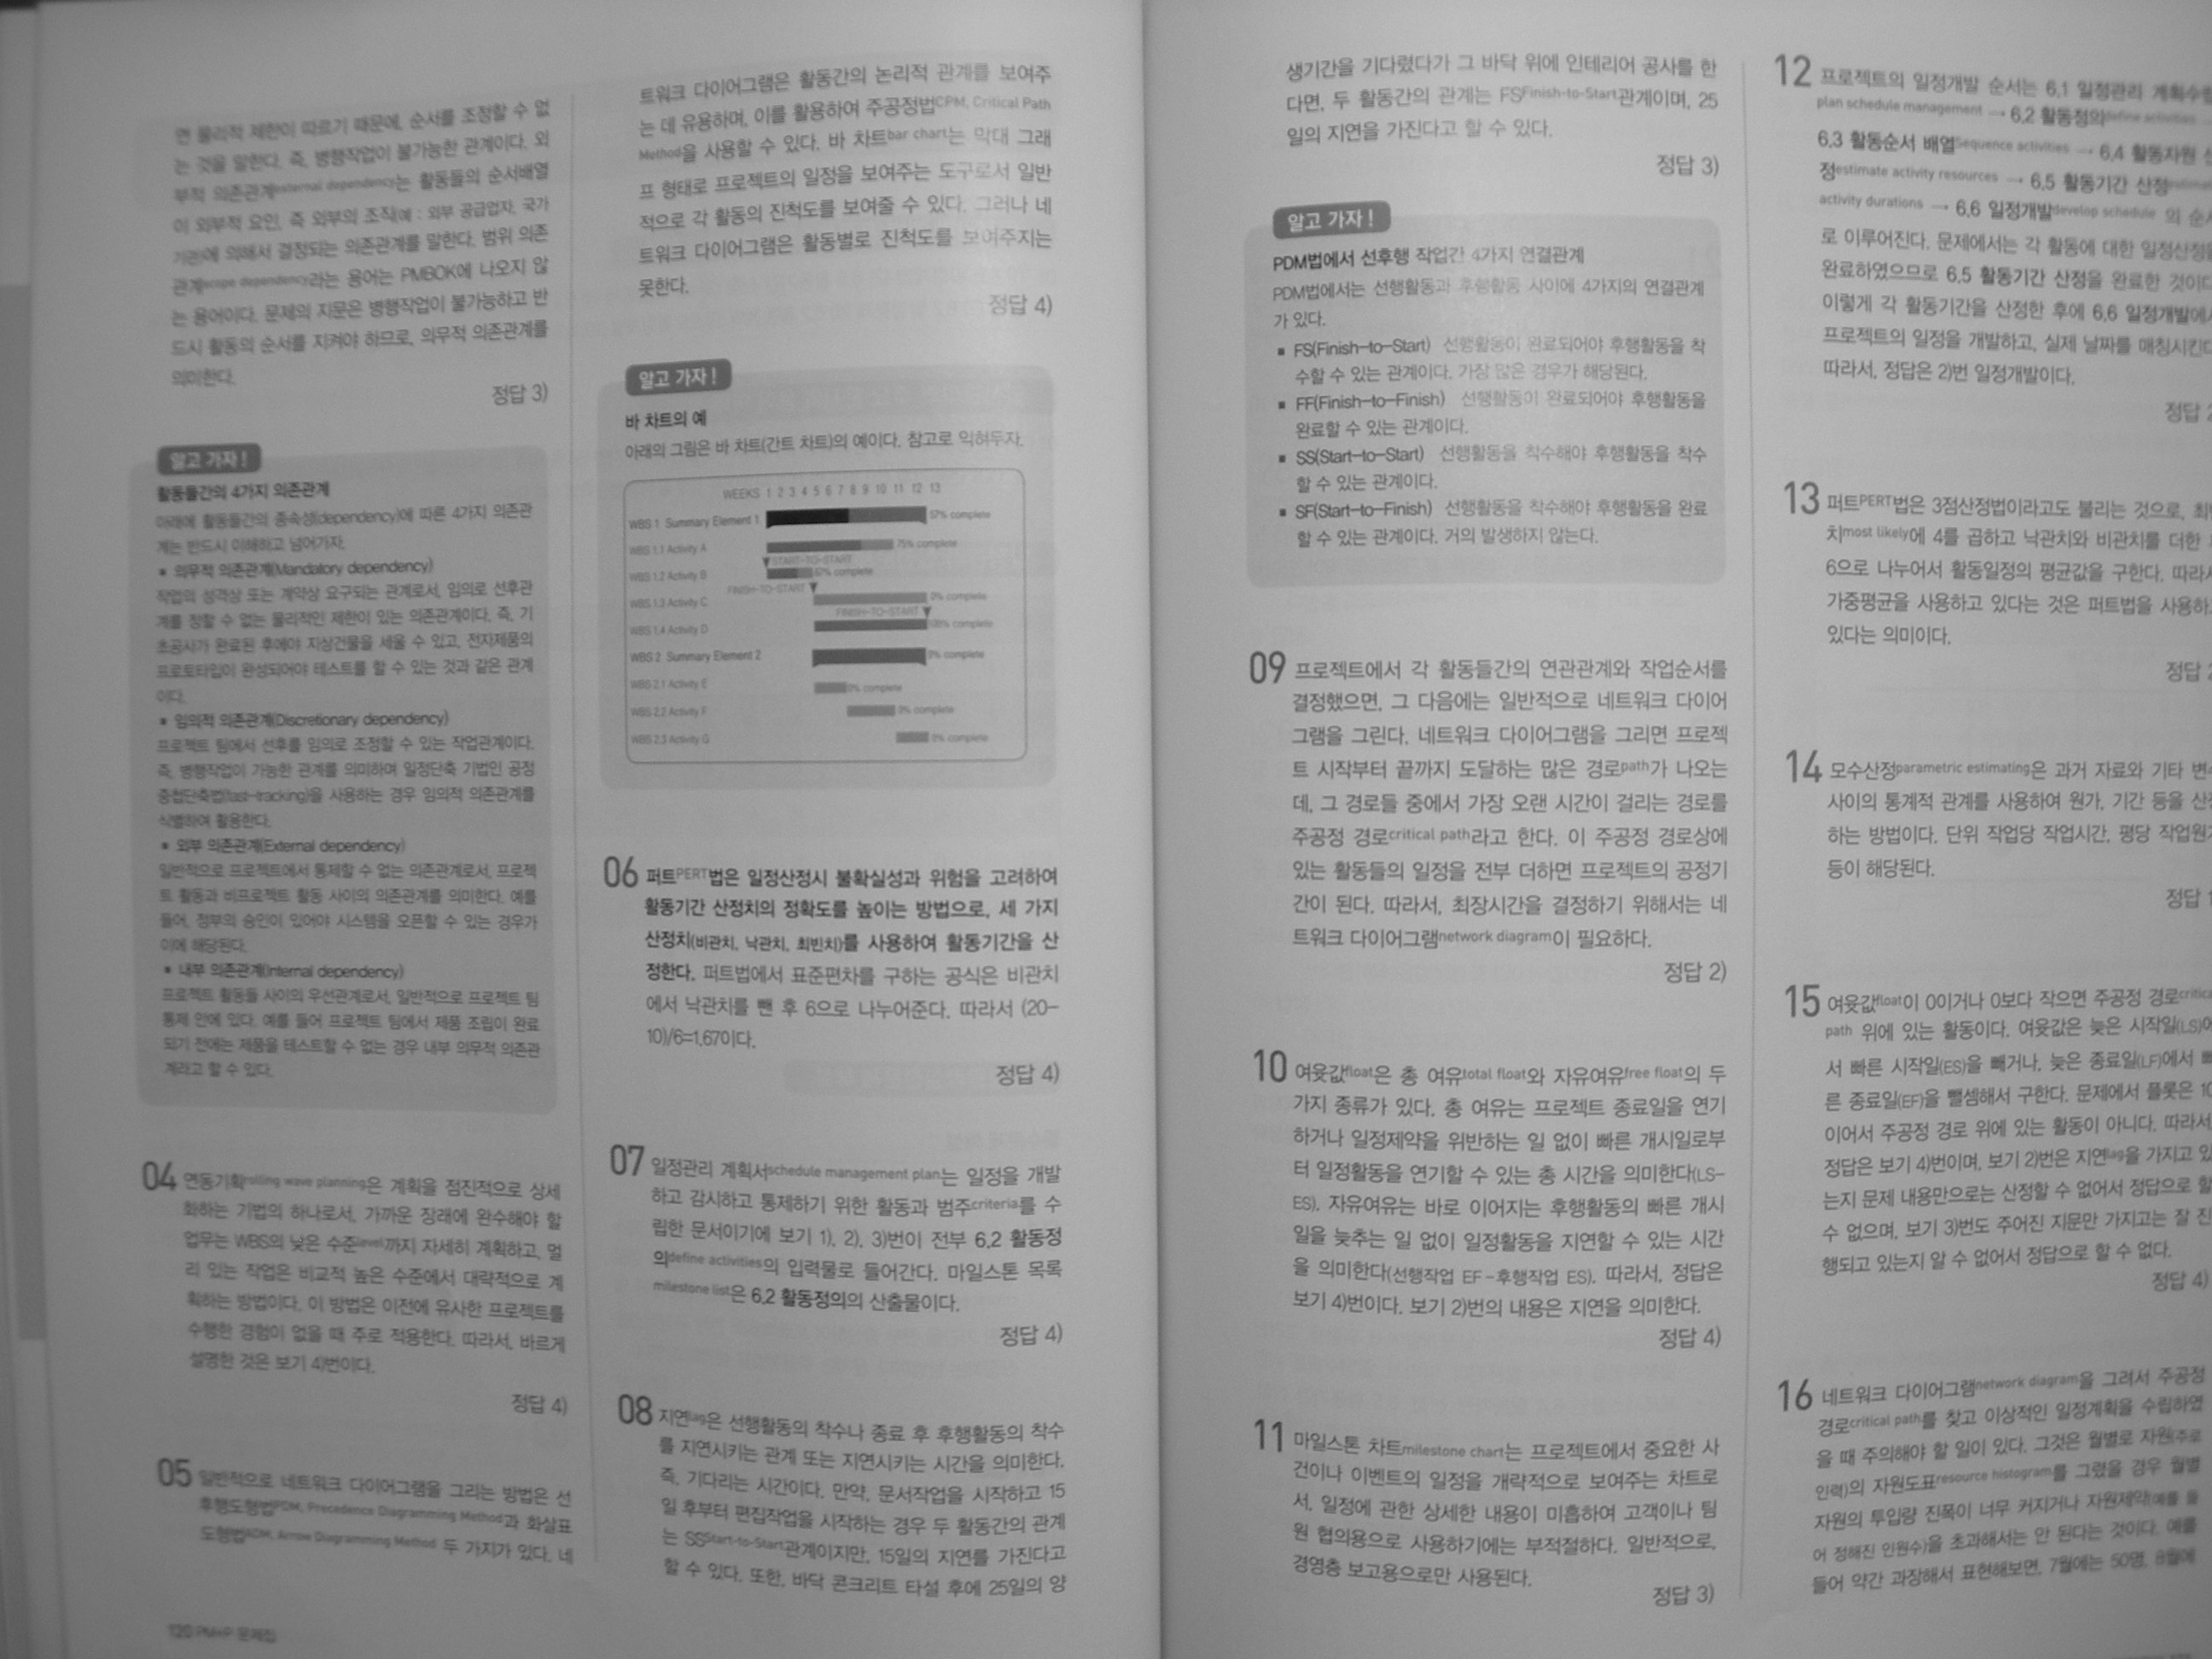 면 물리적 제한이 따르기 때문에, 순서를 조정할 수 없
는 것을 말한다. 즉, 병행작업이 불가능한 관계이다. 외
부적 의존관계external dependency는 활동들의 순서배열
이 외부적 요인, 즉 외부의 조직(예 : 외부 공급업자, 국가
기관)에 의해서 결정되는 의존관계를 말한다. 범위 의존
관계scope dependency라는 용어는 PMBOK에 나오지 않
는 용어이다. 문제의 지문은 병행작업이 불가능하고 반
드시 활동의 순서를 지켜야 하므로, 의무적 의존관계를
의미한다.
정답 3)
알고 가자!
활동들간의 4가지 의존관계
아래에 활동들간의 종속성(dependency)에 따른 4가지 의존관
계는 반드시 이해하고 넘어가자.
• 의무적 의존관계(Mandatory dependency)
작업의 성격상 또는 계약상 요구되는 관계로서, 임의로 선후관
계를 정할 수 없는 물리적인 제한이 있는 의존관계이다. 즉, 기
초공사가 완료된 후에야 지상건물을 세울 수 있고, 전자제품의
프로토타입이 완성되어야 테스트를 할 수 있는 것과 같은 관계
이다.
• 임의적 의존관계(Discretionary dependency)
프로젝트 팀에서 선후를 임의로 조정할 수 있는 작업관계이다.
즉, 병행작업이 가능한 관계를 의미하며 일정단축 기법인 공정
중첩단축법(fast-tracking)을 사용하는 경우 임의적 의존관계를
식별하여 활용한다.
• 외부 의존관계(External dependency)
일반적으로 프로젝트에서 통제할 수 없는 의존관계로서, 프로젝
트 활동과 비프로젝트 활동 사이의 의존관계를 의미한다. 예를
들어, 정부의 승인이 있어야 시스템을 오픈할 수 있는 경우가
이에 해당된다.
• 내부 의존관계(Internal dependency)
프로젝트 활동들 사이의 우선관계로서, 일반적으로 프로젝트 팀
통제 안에 있다. 예를 들어 프로젝트 팀에서 제품 조립이 완료
되기 전에는 제품을 테스트할 수 없는 경우 내부 의무적 의존관
계라고 할 수 있다.
04 연동기획rolling wave planning은 계획을 점진적으로 상세
화하는 기법의 하나로서, 가까운 장래에 완수해야 할
업무는 WBS의 낮은 수준level까지 자세히 계획하고, 멀
리 있는 작업은 비교적 높은 수준에서 대략적으로 계
획하는 방법이다. 이 방법은 이전에 유사한 프로젝트를
수행한 경험이 없을 때 주로 적용한다. 따라서, 바르게
설명한 것은 보기 4)번이다.
정답 4)
05 일반적으로 네트워크 다이어그램을 그리는 방법은 선
후행도형법PDM, Precedence Diagramming Method과 화살표
도형법ADM, Arrow Diagramming Method 두 가지가 있다. 네
120 PMP 문제집
트워크 다이어그램은 활동간의 논리적 관계를 보여주
는 데 유용하며, 이를 활용하여 주공정법CPM, Critical Path
Method을 사용할 수 있다. 바 차트bar chart는 막대 그래
프 형태로 프로젝트의 일정을 보여주는 도구로서 일반
적으로 각 활동의 진척도를 보여줄 수 있다. 그러나 네
트워크 다이어그램은 활동별로 진척도를 보여주지는
못한다.
정답 4)
알고 가자!
바 차트의 예
아래의 그림은 바 차트(간트 차트)의 예이다. 참고로 익혀두자.
WEEKS 1 2 3 4 5 6 7 8 9 10 11 12 13
WBS 1 Summary Element 1 57% complete
WBS 1.1 Activity A 75% complete
START-TO-START
WBS 1.2 Activity B 67% complete
FINISH-TO-START
WBS 1.3 Activity C 0% complete
FINISH-TO-START
WBS 1.4 Activity D complete
WBS 2 Summary Element 2 0% complete
WBS 2.1 Activity E 0% complete
WBS 2.2 Activity F 0% complete
WBS 2.3 Activity G 0% complete
06 퍼트PERT법은 일정산정시 불확실성과 위험을 고려하여
활동기간 산정치의 정확도를 높이는 방법으로, 세 가지
산정치(비관치, 낙관치, 최빈치)를 사용하여 활동기간을 산
정한다. 퍼트법에서 표준편차를 구하는 공식은 비관치
에서 낙관치를 뺀 후 6으로 나누어준다. 따라서 (20-
10)/6=1.67이다.
정답 4)
07 일정관리 계획서schedule management plan는 일정을 개발
하고 감시하고 통제하기 위한 활동과 범주criteria를 수
립한 문서이기에 보기 1), 2), 3)번이 전부 6.2 활동정
의define activities의 입력물로 들어간다. 마일스톤 목록
milestone list은 6.2 활동정의의 산출물이다.
정답 4)
08 지연lag은 선행활동의 착수나 종료 후 후행활동의 착수
를 지연시키는 관계 또는 지연시키는 시간을 의미한다.
즉, 기다리는 시간이다. 만약, 문서작업을 시작하고 15
일 후부터 편집작업을 시작하는 경우 두 활동간의 관계
는 SSStart-to-Start관계이지만, 15일의 지연를 가진다고
할 수 있다. 또한, 바닥 콘크리트 타설 후에 25일의 양
생기간을 기다렸다가 그 바닥 위에 인테리어 공사를 한
다면, 두 활동간의 관계는 FSFinish-to-Start관계이며, 25
일의 지연을 가진다고 할 수 있다.
정답 3)
알고 가자!
PDM법에서 선후행 작업간 4가지 연결관계
PDM법에서는 선행활동과 후행활동 사이에 4가지의 연결관계
가 있다.
▪ FS(Finish-to-Start) 선행활동이 완료되어야 후행활동을 착
수할 수 있는 관계이다. 가장 많은 경우가 해당된다.
▪ FF(Finish-to-Finish) 선행활동이 완료되어야 후행활동을
완료할 수 있는 관계이다.
▪ SS(Start-to-Start) 선행활동을 착수해야 후행활동을 착수
할 수 있는 관계이다.
▪ SF(Start-to-Finish) 선행활동을 착수해야 후행활동을 완료
할 수 있는 관계이다. 거의 발생하지 않는다.
09 프로젝트에서 각 활동들간의 연관관계와 작업순서를
결정했으면, 그 다음에는 일반적으로 네트워크 다이어
그램을 그린다. 네트워크 다이어그램을 그리면 프로젝
트 시작부터 끝까지 도달하는 많은 경로path가 나오는
데, 그 경로들 중에서 가장 오랜 시간이 걸리는 경로를
주공정 경로critical path라고 한다. 이 주공정 경로상에
있는 활동들의 일정을 전부 더하면 프로젝트의 공정기
간이 된다. 따라서, 최장시간을 결정하기 위해서는 네
트워크 다이어그램network diagram이 필요하다.
정답 2)
10 여윳값float은 총 여유total float와 자유여유free float의 두
가지 종류가 있다. 총 여유는 프로젝트 종료일을 연기
하거나 일정제약을 위반하는 일 없이 빠른 개시일로부
터 일정활동을 연기할 수 있는 총 시간을 의미한다(LS-
ES). 자유여유는 바로 이어지는 후행활동의 빠른 개시
일을 늦추는 일 없이 일정활동을 지연할 수 있는 시간
을 의미한다(선행작업 EF-후행작업 ES). 따라서, 정답은
보기 4)번이다. 보기 2)번의 내용은 지연을 의미한다.
정답 4)
11 마일스톤 차트milestone chart는 프로젝트에서 중요한 사
건이나 이벤트의 일정을 개략적으로 보여주는 차트로
서, 일정에 관한 상세한 내용이 미흡하여 고객이나 팀
원 협의용으로 사용하기에는 부적절하다. 일반적으로,
경영층 보고용으로만 사용된다.
정답 3)
12 프로젝트의 일정개발 순서는 6.1 일정관리 계획수립
plan schedule management → 6.2 활동정의define activities
6.3 활동순서 배열Sequence activities → 6.4 활동자원 산
정estimate activity resources → 6.5 활동기간 산정estimate
activity durations → 6.6 일정개발develop schedule 의 순서
로 이루어진다. 문제에서는 각 활동에 대한 일정산정을
완료하였으므로 6.5 활동기간 산정을 완료한 것이다.
이렇게 각 활동기간을 산정한 후에 6.6 일정개발에서
프로젝트의 일정을 개발하고, 실제 날짜를 매칭시킨다.
따라서, 정답은 2)번 일정개발이다.
정답 2
13 퍼트PERT법은 3점산정법이라고도 불리는 것으로, 최빈
치most likely에 4를 곱하고 낙관치와 비관치를 더한
6으로 나누어서 활동일정의 평균값을 구한다. 따라서
가중평균을 사용하고 있다는 것은 퍼트법을 사용하고
있다는 의미이다.
정답 2
14 모수산정parametric estimating은 과거 자료와 기타 변수
사이의 통계적 관계를 사용하여 원가, 기간 등을 산정
하는 방법이다. 단위 작업당 작업시간, 평당 작업원가
등이 해당된다.
정답 1
15 여윳값float이 0이거나 0보다 작으면 주공정 경로critical
path 위에 있는 활동이다. 여윳값은 늦은 시작일(LS)에
서 빠른 시작일(ES)을 빼거나, 늦은 종료일(LF)에서 빠
른 종료일(EF)을 뺄셈해서 구한다. 문제에서 플롯은 10
이어서 주공정 경로 위에 있는 활동이 아니다. 따라서,
정답은 보기 4)번이며, 보기 2)번은 지연lag을 가지고 있
는지 문제 내용만으로는 산정할 수 없어서 정답으로 할
수 없으며, 보기 3)번도 주어진 지문만 가지고는 잘 진
행되고 있는지 알 수 없어서 정답으로 할 수 없다.
정답 4)
16 네트워크 다이어그램network diagram을 그려서 주공정
경로critical path를 찾고 이상적인 일정계획을 수립하였
을 때 주의해야 할 일이 있다. 그것은 월별로 자원(주로
인력)의 자원도표resource histogram를 그렸을 경우 월별
자원의 투입량 진폭이 너무 커지거나 자원제약(예를 들
어 정해진 인원수)을 초과해서는 안 된다는 것이다. 예를
들어 약간 과장해서 표현해보면, 7월에는 50명, 8월에